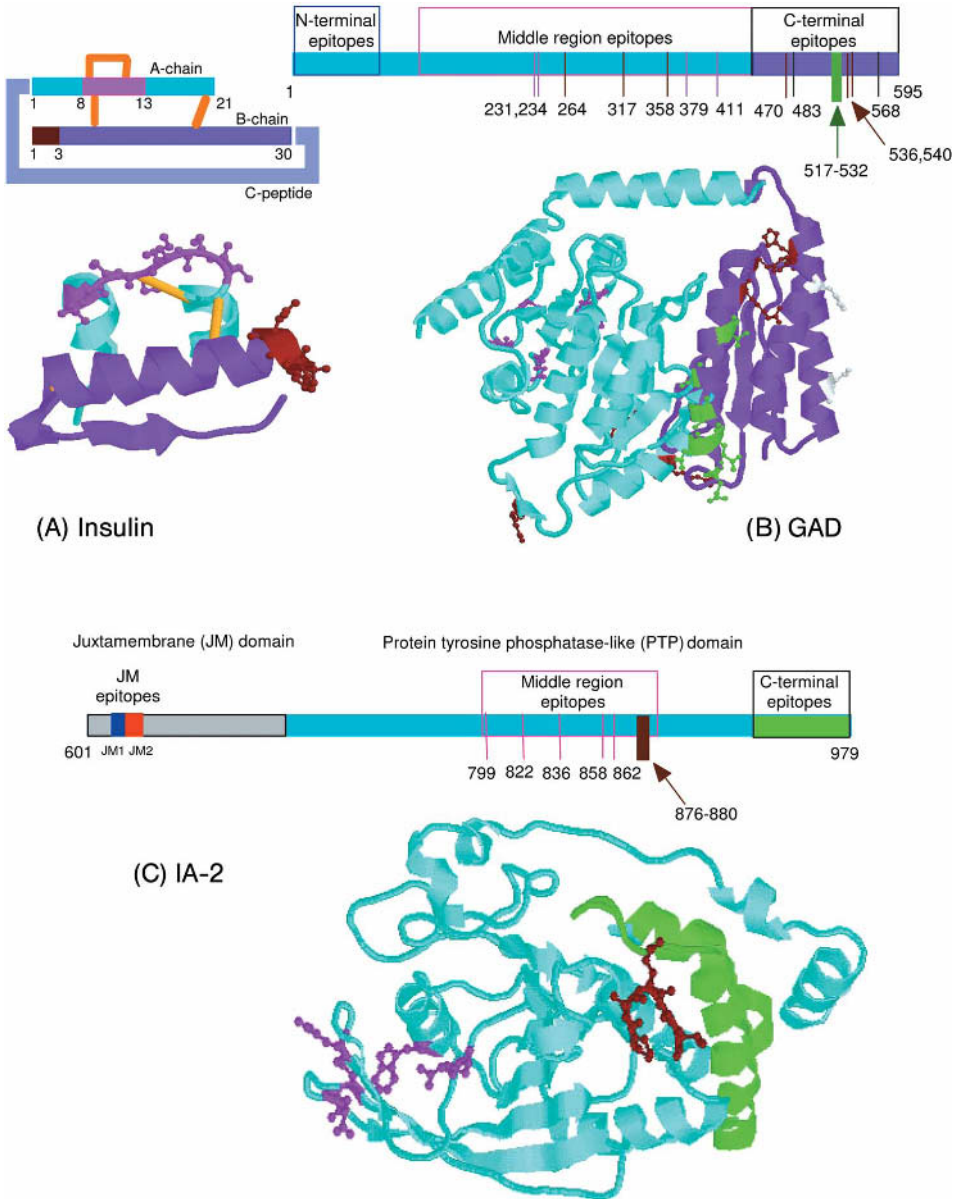 A-chain
1 8 13 21
B-chain
1 3 30
C-peptide
(A) Insulin
N-terminal
epitopes
Middle region epitopes
C-terminal
epitopes
1
595
231,234 264 317 358 379 411 470 483 568
536,540
517-532
(B) GAD
Juxtamembrane (JM) domain
Protein tyrosine phosphatase-like (PTP) domain
JM
epitopes
Middle region
epitopes
C-terminal
epitopes
601 JM1 JM2 979
799 822 836 858 862
876-880
(C) IA-2